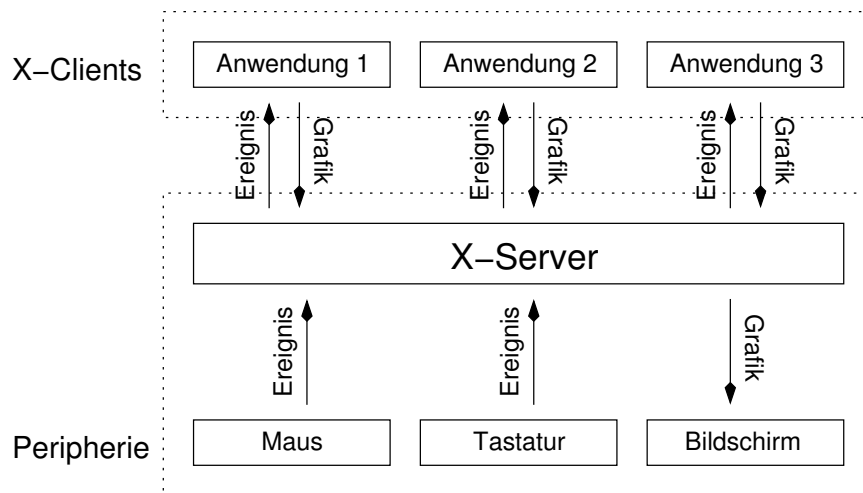 X−Clients
Anwendung 1
Anwendung 2
Anwendung 3
Ereignis
Grafik
Ereignis
Grafik
Ereignis
Grafik
X−Server
Ereignis
Ereignis
Grafik
Peripherie
Maus
Tastatur
Bildschirm